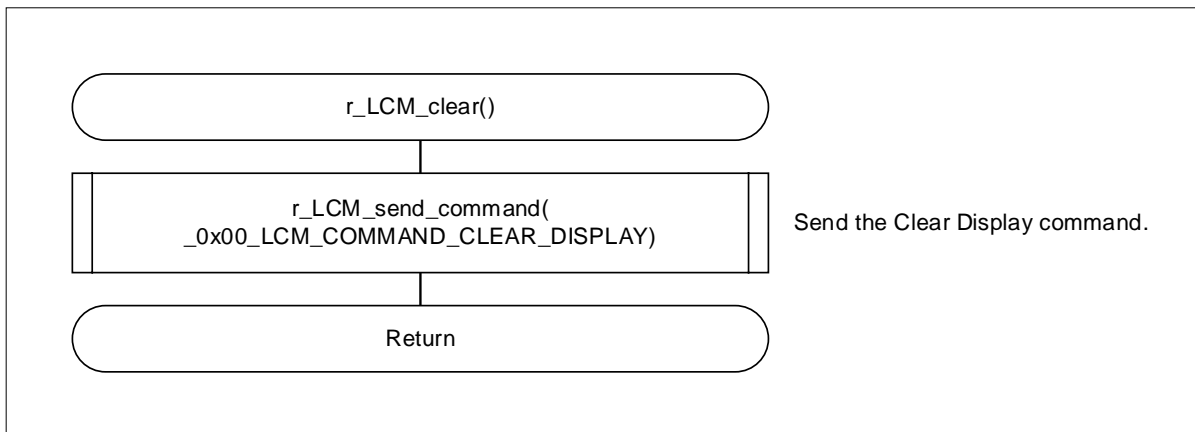 r_LCM_clear()
r_LCM_send_command(
_0x00_LCM_COMMAND_CLEAR_DISPLAY)
Send the Clear Display command.
Return